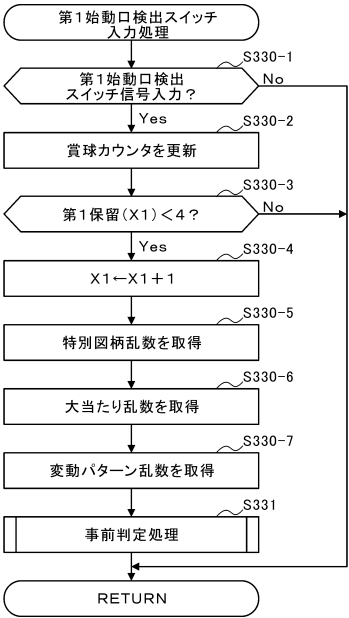 第１始動口検出スイッチ
入力処理
S330-1
第１始動口検出
スイッチ信号入力？
No
Yes
S330-2
賞球カウンタを更新
S330-3
第１保留（X１）＜４？
No
Yes
S330-4
X１←X１＋１
S330-5
特別図柄乱数を取得
S330-6
大当たり乱数を取得
S330-7
変動パターン乱数を取得
S331
事前判定処理
RETURN